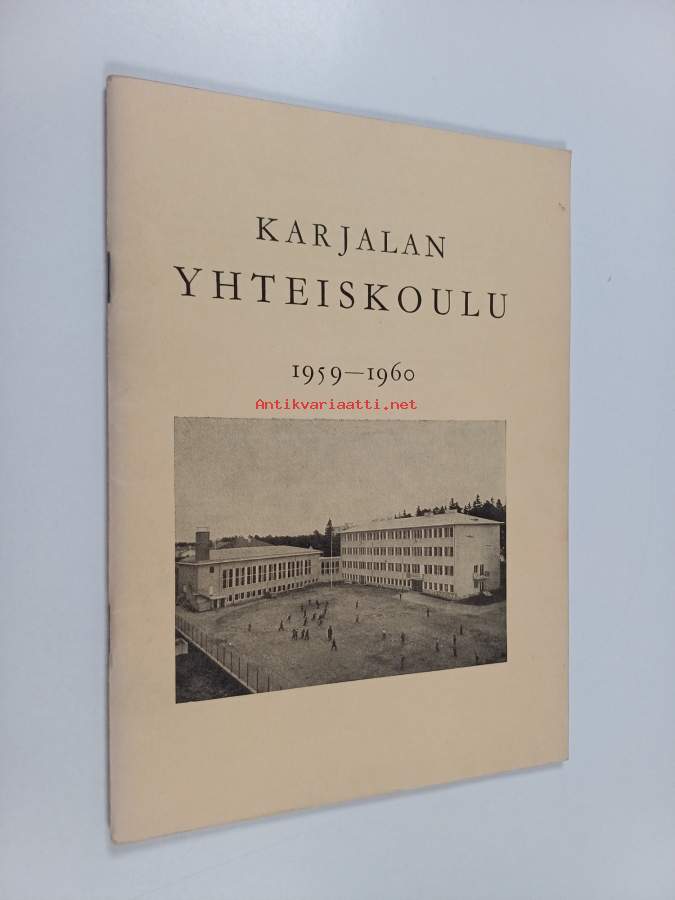 KARJALAN
YHTEISKOULU
1959—1960
Antikvariaatti.net